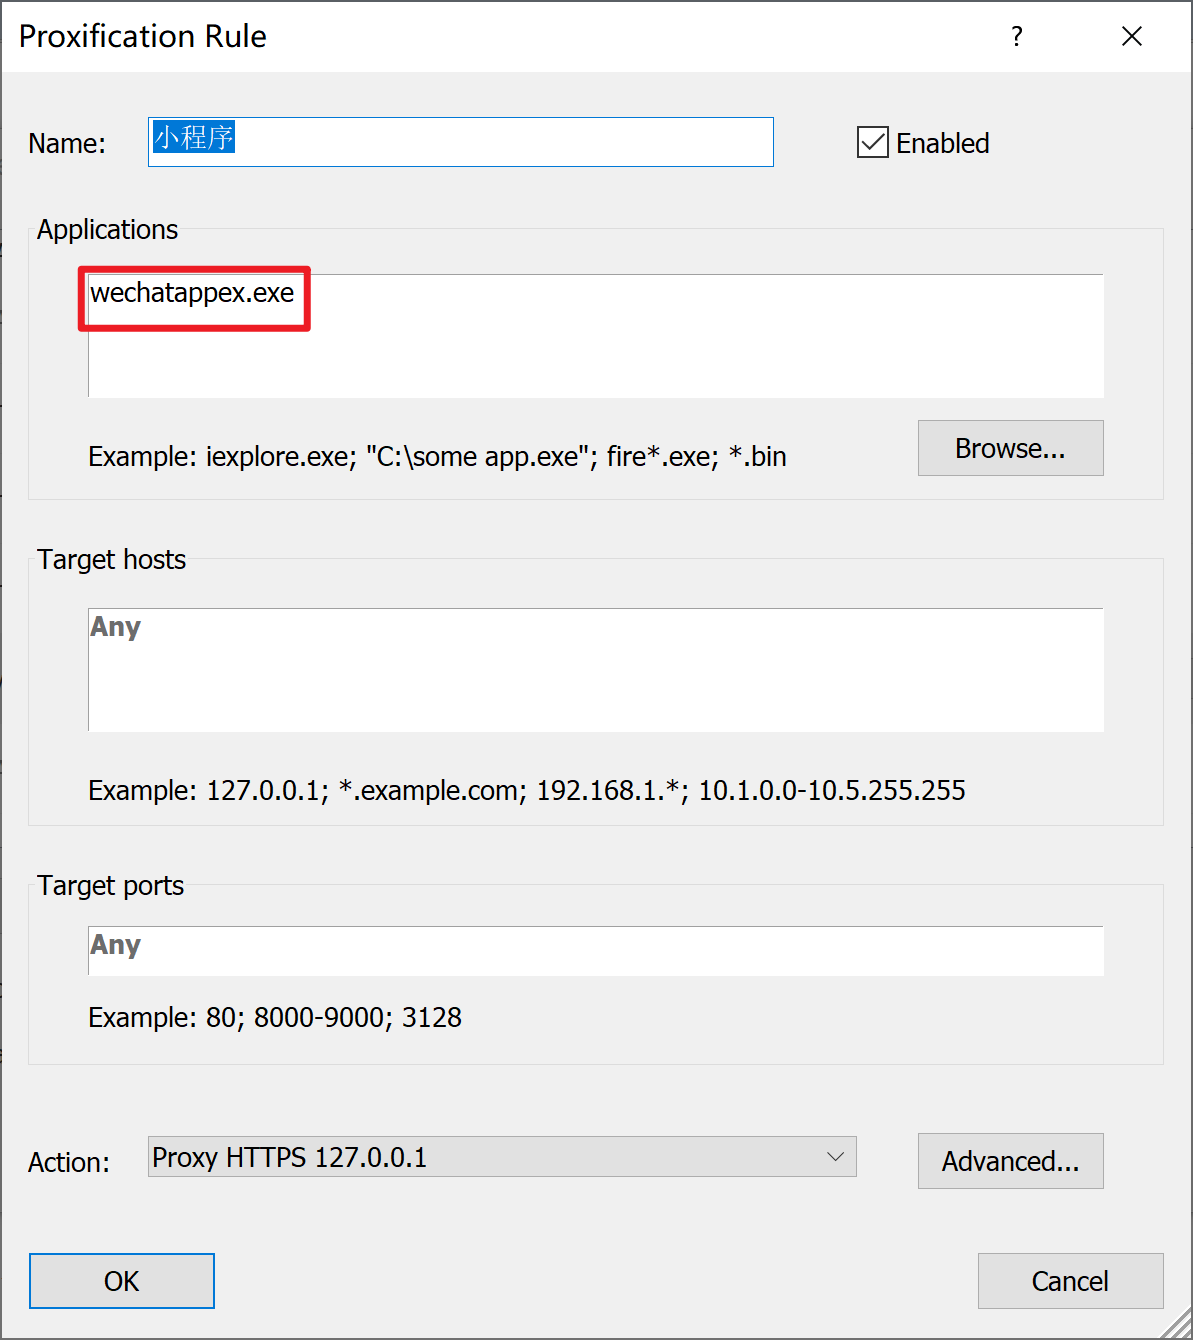 Proxification Rule
?
Name: 小程序
Enabled
Applications
wechatappex.exe
Example: iexplore.exe; "C:\some app.exe"; fire*.exe; *.bin
Browse...
Target hosts
Any
Example: 127.0.0.1; *.example.com; 192.168.1.*; 10.1.0.0-10.5.255.255
Target ports
Any
Example: 80; 8000-9000; 3128
Action: Proxy HTTPS 127.0.0.1
Advanced...
OK
Cancel